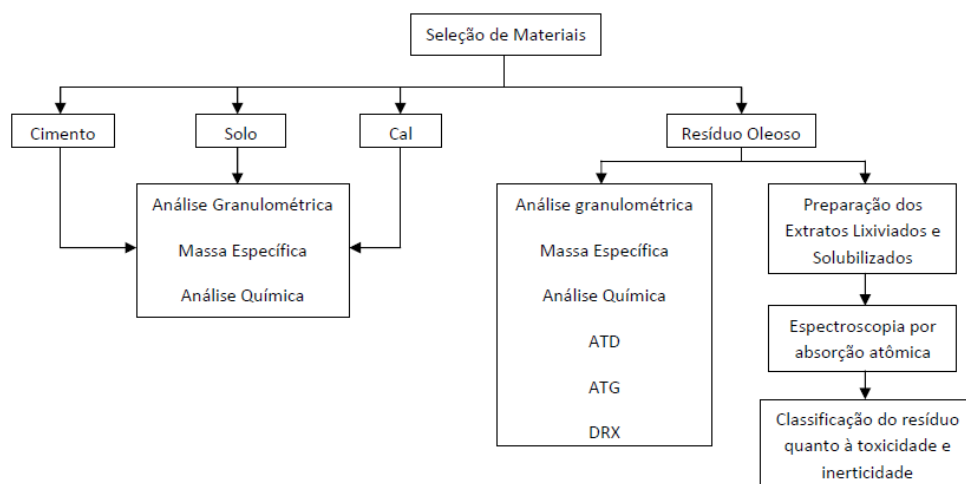 Seleção de Materiais
Cimento
Solo
Cal
Resíduo Oleoso
Análise Granulométrica
Massa Específica
Análise Química
Análise granulométrica
Massa Específica
Análise Química
ATD
ATG
DRX
Preparação dos
Extratos Lixiviados e
Solubilizados
Espectroscopia por
absorção atômica
Classificação do resíduo
quanto à toxicidade e
inerticidade